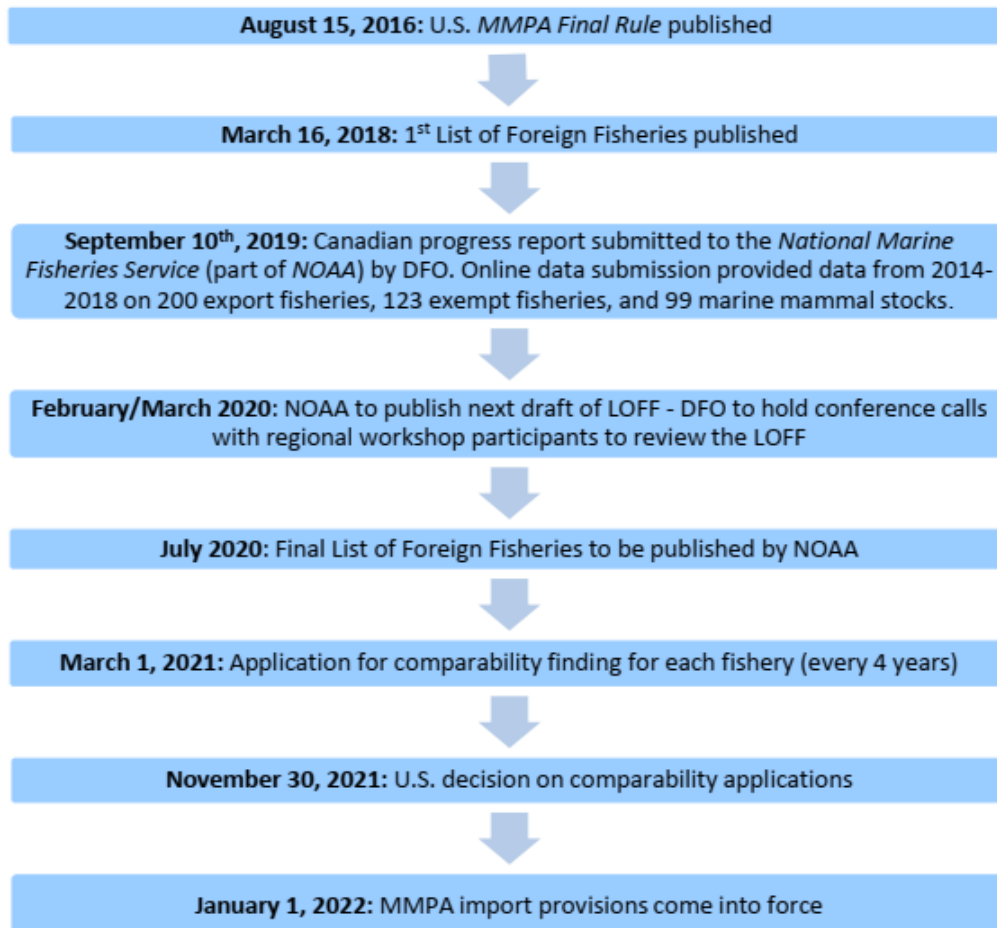 August 15, 2016: U.S. MMPA Final Rule published
March 16, 2018: 1st List of Foreign Fisheries published
September 10th, 2019: Canadian progress report submitted to the National Marine
Fisheries Service (part of NOAA) by DFO. Online data submission provided data from 2014-
2018 on 200 export fisheries, 123 exempt fisheries, and 99 marine mammal stocks.
February/March 2020: NOAA to publish next draft of LOFF - DFO to hold conference calls
with regional workshop participants to review the LOFF
July 2020: Final List of Foreign Fisheries to be published by NOAA
March 1, 2021: Application for comparability finding for each fishery (every 4 years)
November 30, 2021: U.S. decision on comparability applications
January 1, 2022: MMPA import provisions come into force